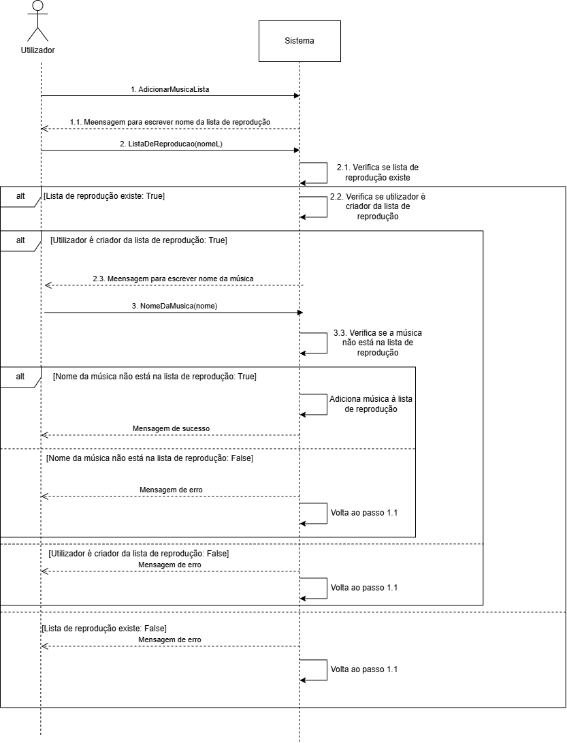 Utilizador
Sistema
1. AdicionarMusicaLista
1.1. Meensagem para escrever nome da lista de reprodução
2. ListaDeReproducao(nomeL)
2.1. Verifica se lista de
reprodução existe
alt
[Lista de reprodução existe: True]
2.2. Verifica se utilizador é
criador da lista de
reprodução
alt
[Utilizador é criador da lista de reprodução: True]
2.3. Meensagem para escrever nome da música
3. NomeDaMusica(nome)
3.3. Verifica se a música
não está na lista de
reprodução
alt
[Nome da música não está na lista de reprodução: True]
Adiciona música à lista
de reprodução
Mensagem de sucesso
[Nome da música não está na lista de reprodução: False]
Mensagem de erro
Volta ao passo 1.1
[Utilizador é criador da lista de reprodução: False]
Mensagem de erro
Volta ao passo 1.1
[Lista de reprodução existe: False]
Mensagem de erro
Volta ao passo 1.1